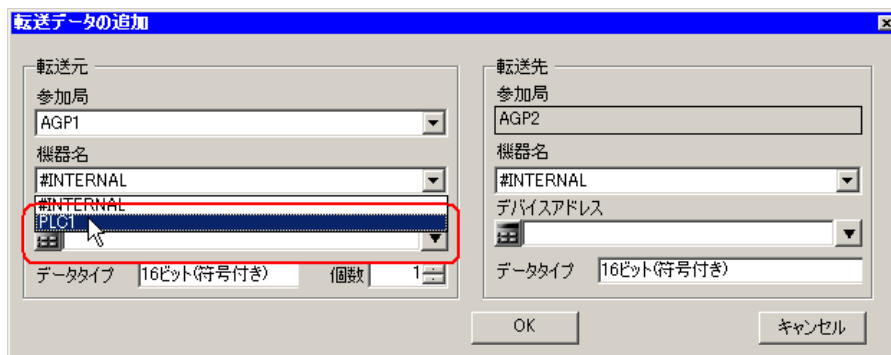 転送データの追加
転送元
参加局
AGP1
機器名
#INTERNAL
#INTERNAL
PLC1
データタイプ 16ビット(符号付き) 個数 1
転送先
参加局
AGP2
機器名
#INTERNAL
デバイスアドレス
データタイプ 16ビット(符号付き)
OK キャンセル